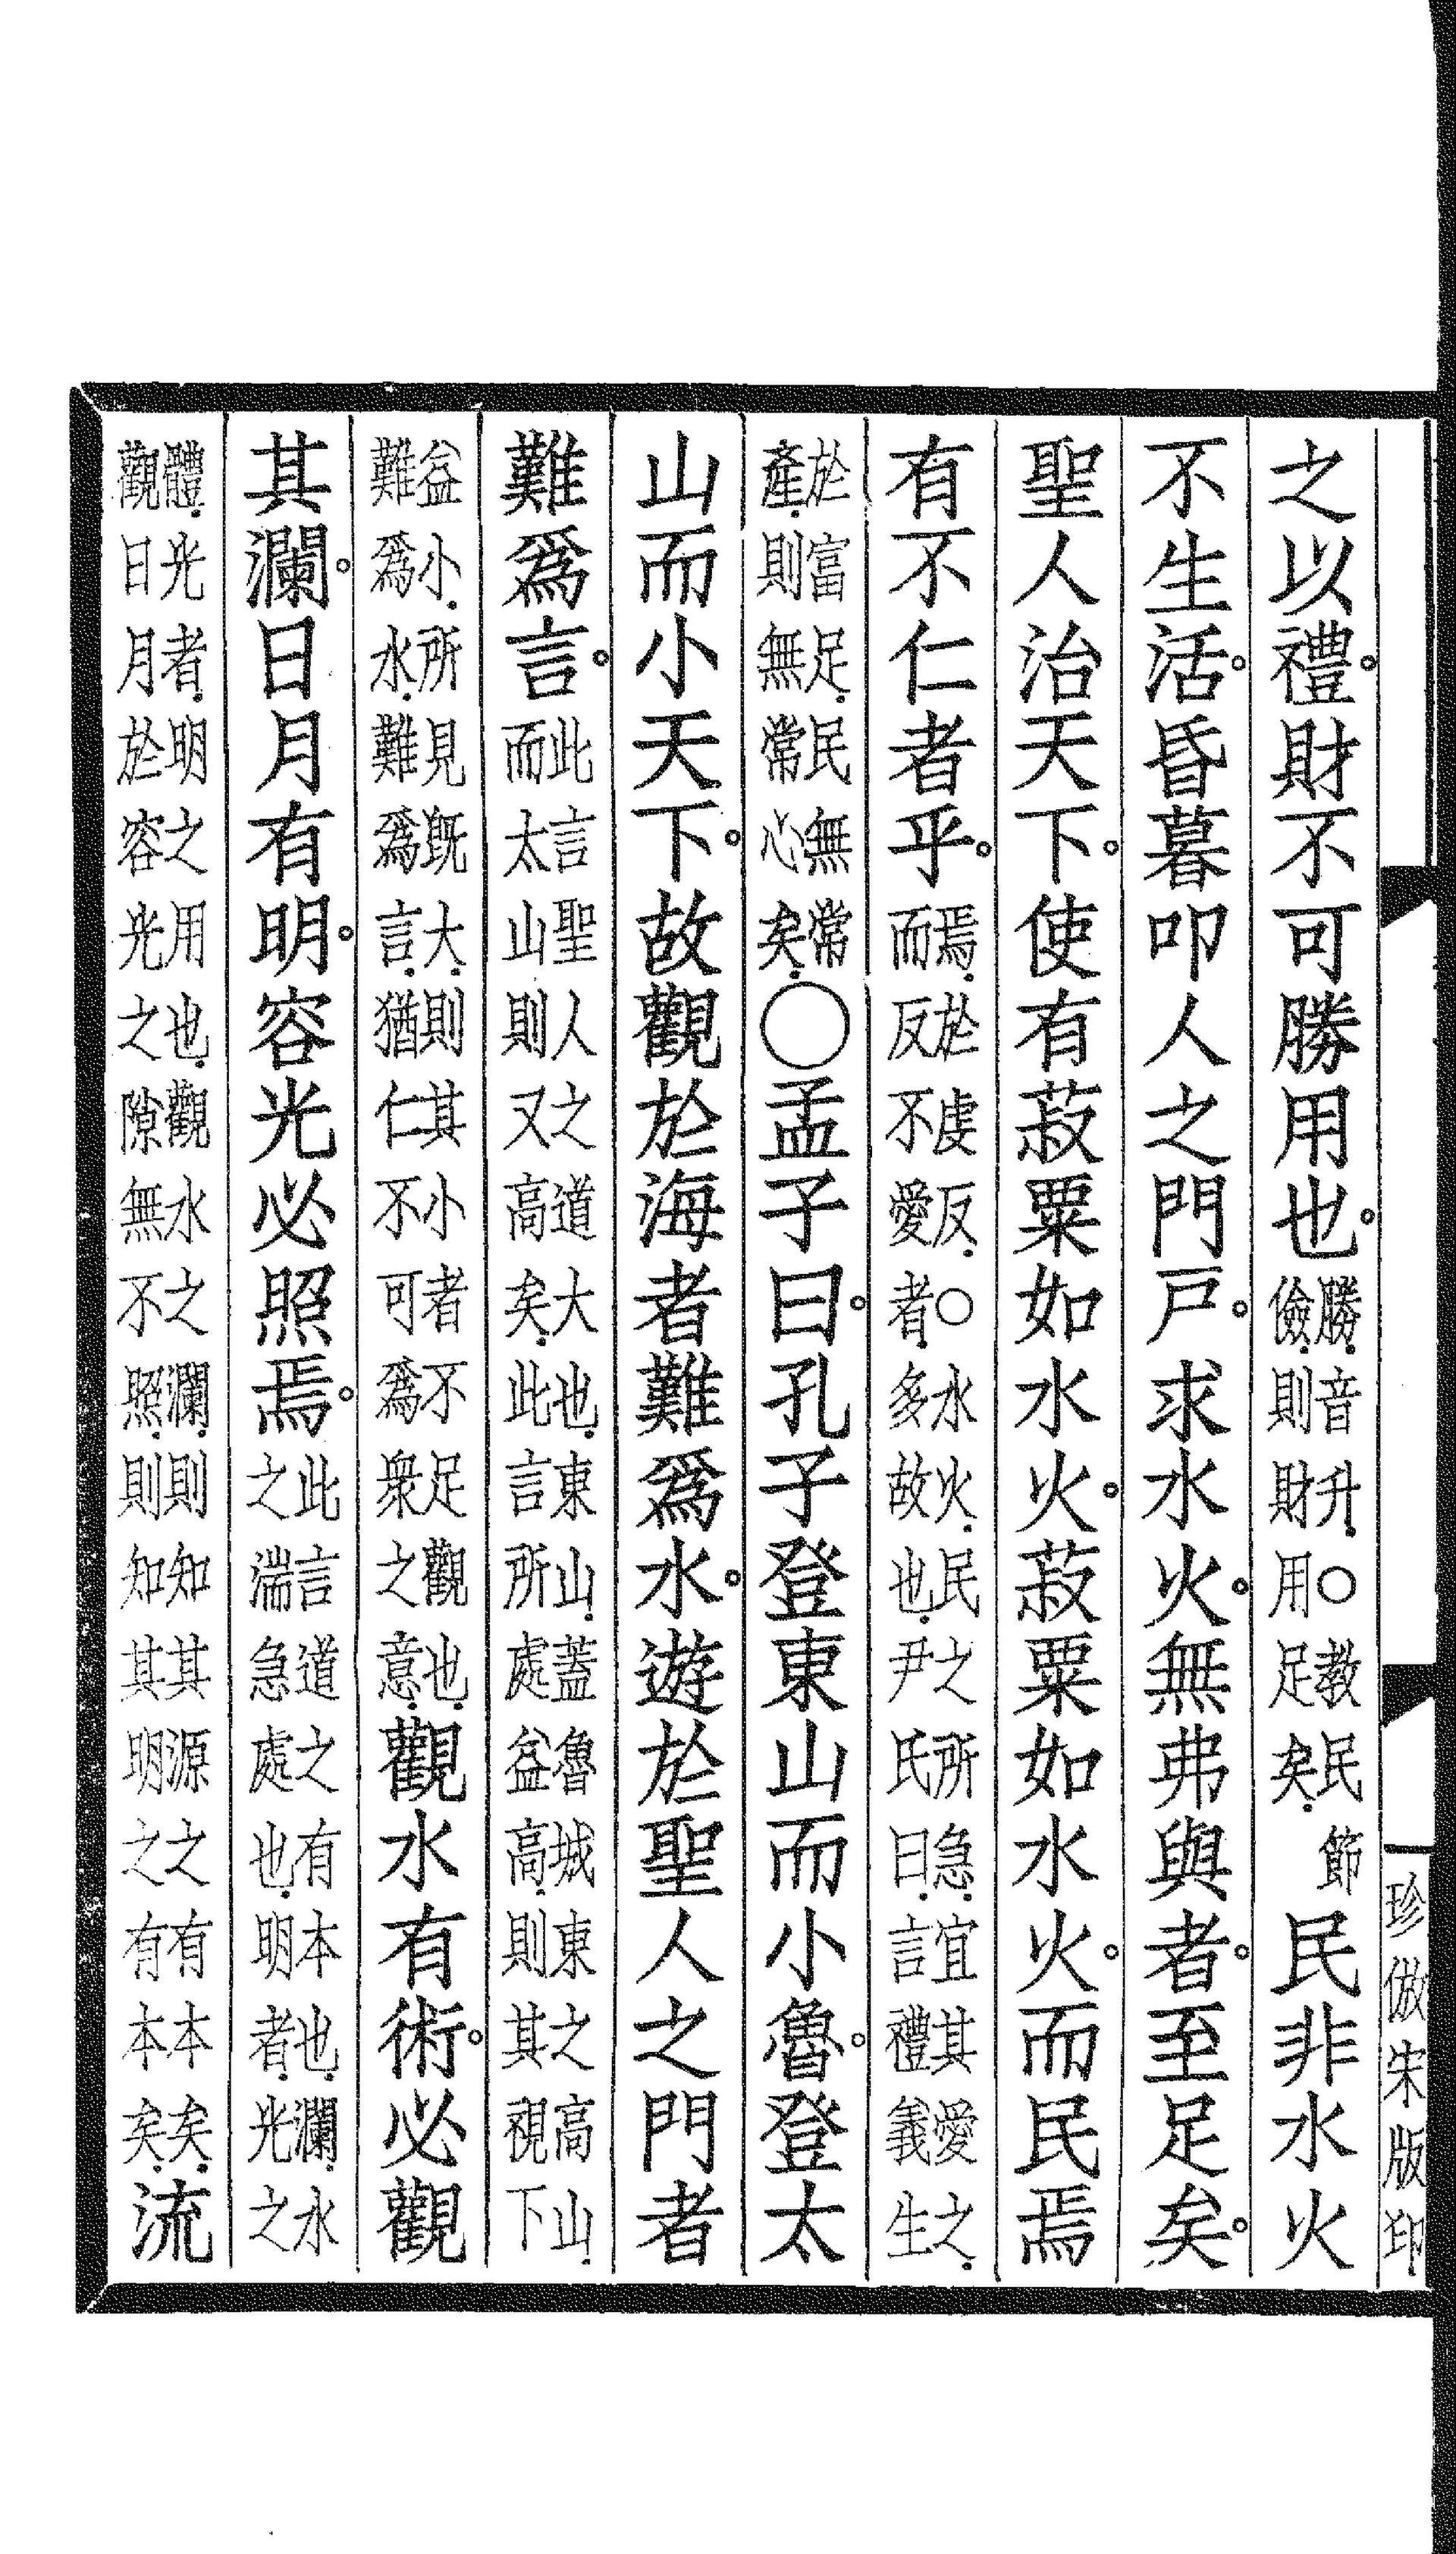 珍倣宋版印
之以禮。財不可勝用也。勝.音升.○教民節儉.則財用足矣.民非水火
不生活。昏暮叩人之門戶。求水火。無弗與者。至足矣。
聖人治天下。使有菽粟如水火。菽粟如水火。而民焉
有不仁者乎。焉.於虔反.○水火.民之所急.宜其愛之.而反不愛者.多故也.尹氏曰.言禮義生
於富足.民無常產.則無常心矣.○孟子曰。孔子登東山而小魯。登太
山而小天下。故觀於海者難爲水。遊於聖人之門者
難爲言。此言聖人之道大也.東山.蓋魯城東之高山.而太山則又高矣.此言所處益高.則其視下
益小.所見既大.則其小者不足觀也.難爲水.難爲言.猶仁不可爲衆之意.觀水有術。必觀
其瀾。日月有明。容光必照焉。此言道之有本也.瀾.水之湍急處也.明者.光之
體.光者.明之用也.觀水之瀾.則知其源之有本矣.觀日月於容光之隙無不照.則知其明之有本矣.流